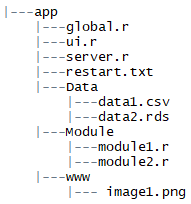 |---app
    |---global.r
    |---ui.r
    |---server.r
    |---restart.txt
    |---Data
        |---data1.csv
        |---data2.rds
    |---Module
        |---module1.r
        |---module2.r
    |---www
        |--- image1.png